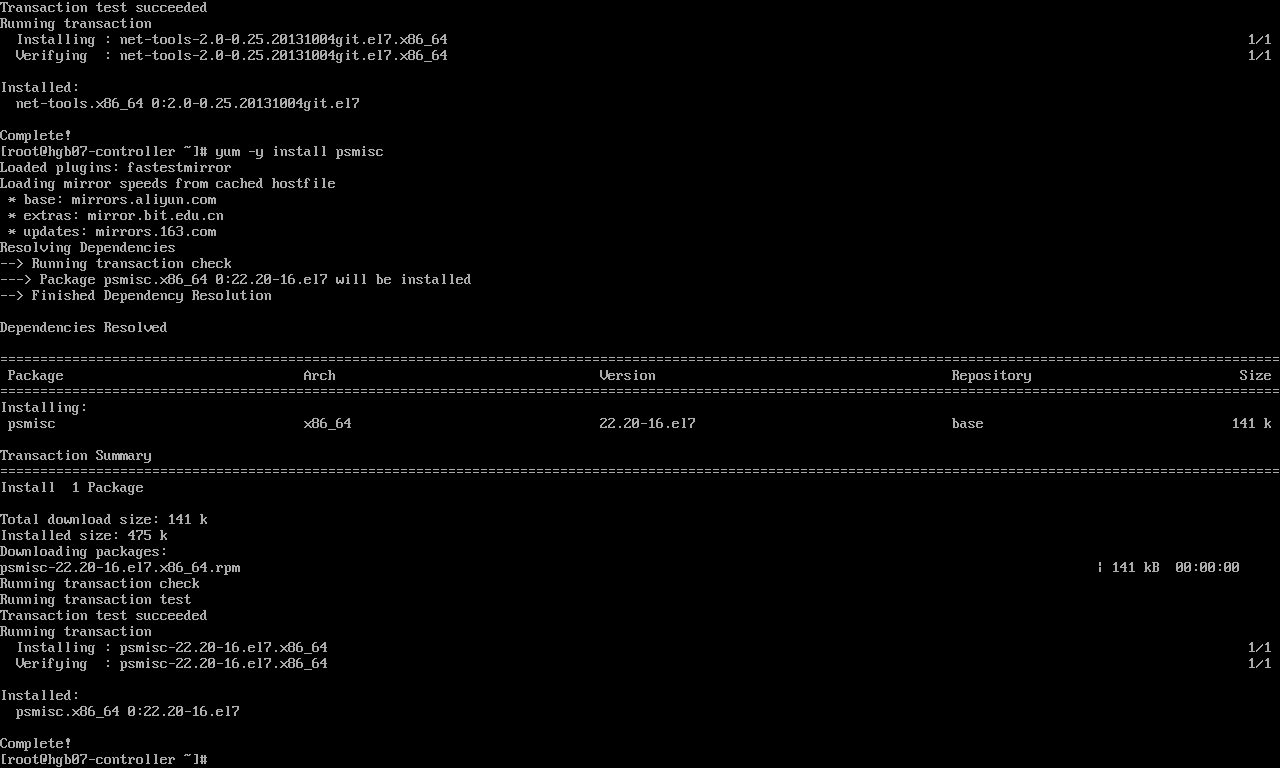 Transaction test succeeded
Running transaction
  Installing : net-tools-2.0-0.25.20131004git.el7.x86_64 1/1
  Verifying  : net-tools-2.0-0.25.20131004git.el7.x86_64 1/1

Installed:
  net-tools.x86_64 0:2.0-0.25.20131004git.el7

Complete!
[root@hgb07-controller ~]# yum -y install psmisc
Loaded plugins: fastestmirror
Loading mirror speeds from cached hostfile
 * base: mirrors.aliyun.com
 * extras: mirror.bit.edu.cn
 * updates: mirrors.163.com
Resolving Dependencies
--> Running transaction check
---> Package psmisc.x86_64 0:22.20-16.el7 will be installed
--> Finished Dependency Resolution

Dependencies Resolved

================================================================================
 Package Arch Version Repository Size
================================================================================
Installing:
 psmisc x86_64 22.20-16.el7 base 141 k

Transaction Summary
================================================================================
Install  1 Package

Total download size: 141 k
Installed size: 475 k
Downloading packages:
psmisc-22.20-16.el7.x86_64.rpm | 141 kB  00:00:00
Running transaction check
Running transaction test
Transaction test succeeded
Running transaction
  Installing : psmisc-22.20-16.el7.x86_64 1/1
  Verifying  : psmisc-22.20-16.el7.x86_64 1/1

Installed:
  psmisc.x86_64 0:22.20-16.el7

Complete!
[root@hgb07-controller ~]#